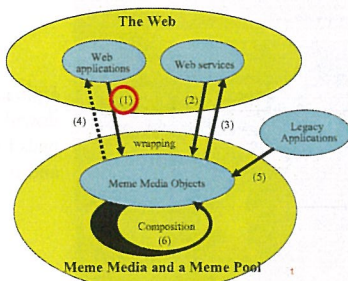 The Web
Web
applications
Web services
(1)
(2)
(3)
(4)
Legacy
Applications
wrapping
(5)
Meme Media Objects
Composition
(6)
Meme Media and a Meme Pool